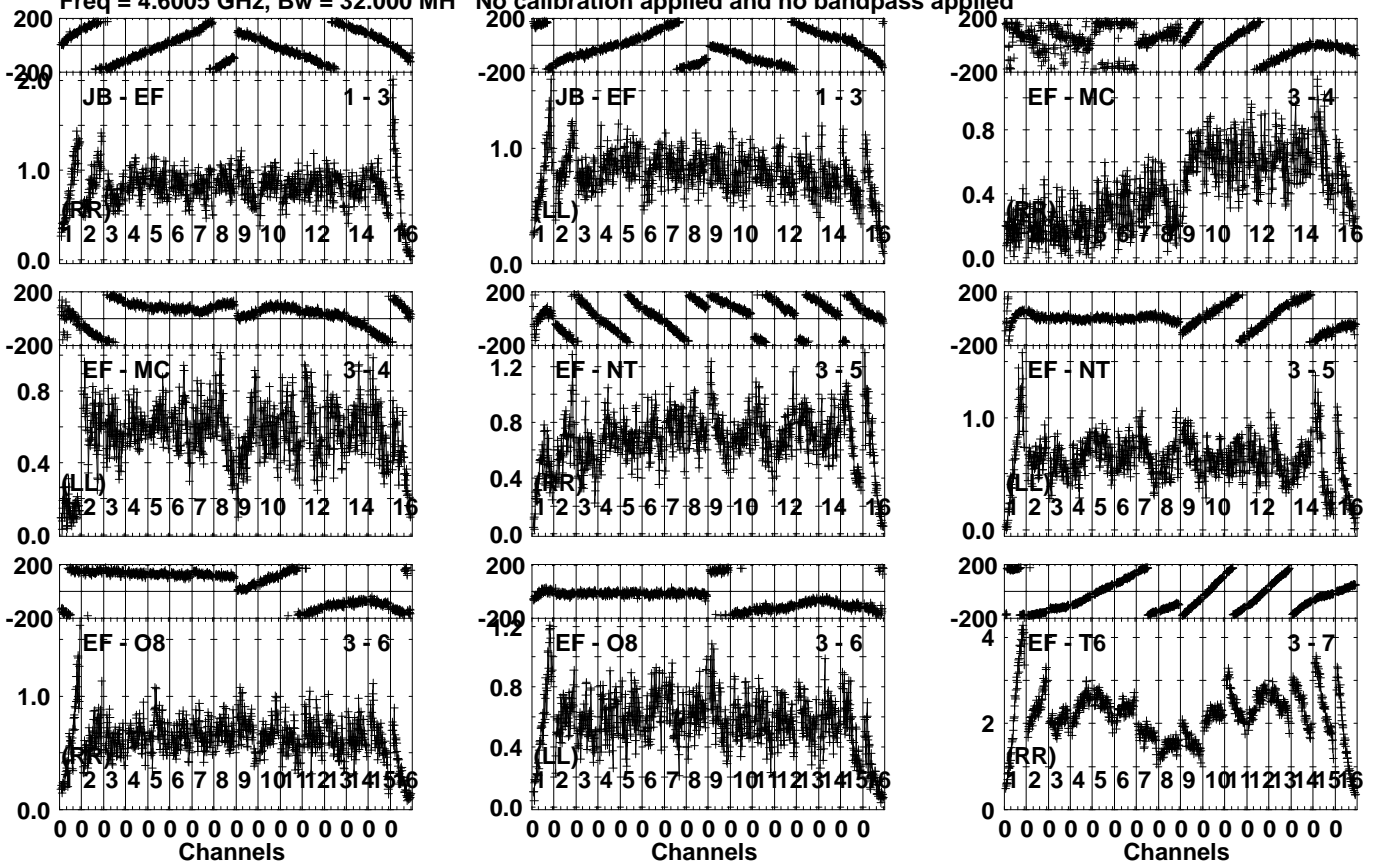 Freq = 4.6005 GHz, Bw = 32.000 MH No calibration applied and no bandpass applied
200 200 200
-200 -200 -200
2.0
JB - EF 1 - 3 JB - EF 1 - 3 EF - MC 3 - 4
0.8
1.0 1.0
0.4
(RR) (LL) (RR)
1 2 3 4 5 6 7 8 9 10 12 14 16 1 2 3 4 5 6 7 8 9 10 12 14 16 5 6 7 8 9 10 12 14 16
0.0 0.0 0.0
200 200 200
-200 -200 -200
EF - MC 3 - 4 EF - NT 3 - 5 EF - NT 3 - 5
1.2
0.8 0.8 1.0
0.4 0.4
(LL) (RR) (LL)
2 3 4 5 6 7 8 9 10 12 14 16 1 2 3 4 5 6 7 8 9 10 12 14 16 1 2 3 4 5 6 7 8 9 10 12 14 16
0.0 0.0 0.0
200 200 200
-200 -200 -200
1.2
EF - O8 3 - 6 EF - O8 3 - 6 EF - T6 3 - 7
4
1.0 0.8 2
0.4
(RR) (LL) (RR)
2 3 4 5 6 7 8 9 10 11 12 13 14 15 16 1 2 3 4 5 6 7 8 9 10 11 12 13 14 15 16 1 2 3 4 5 6 7 8 9 10 11 12 13 14 15 16
0.0 0.0 0
0 0 0 0 0 0 0 0 0 0 0 0 0 0 0 0 0 0 0 0 0 0 0 0 0 0 0 0 0 0 0 0 0 0 0 0 0 0 0 0 0 0 0 0 0 0 0 0
Channels Channels Channels